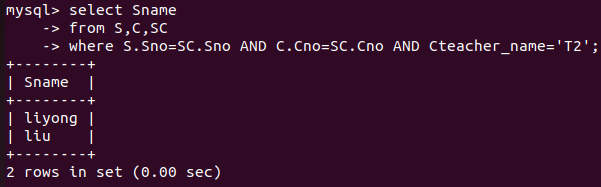 mysql> select Sname
    -> from S,C,SC
    -> where S.Sno=SC.Sno AND C.Cno=SC.Cno AND Cteacher_name='T2';
+--------+
| Sname  |
+--------+
| liyong |
| liu    |
+--------+
2 rows in set (0.00 sec)